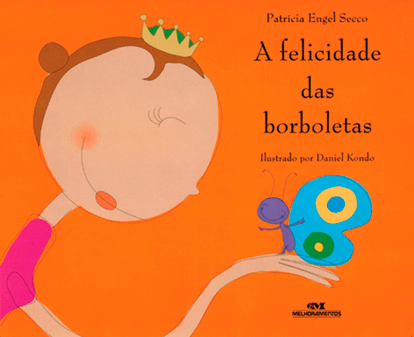 Patrícia Engel Secco
A felicidade
das
borboletas
Ilustrado por Daniel Kondo
MELHORAMENTOS